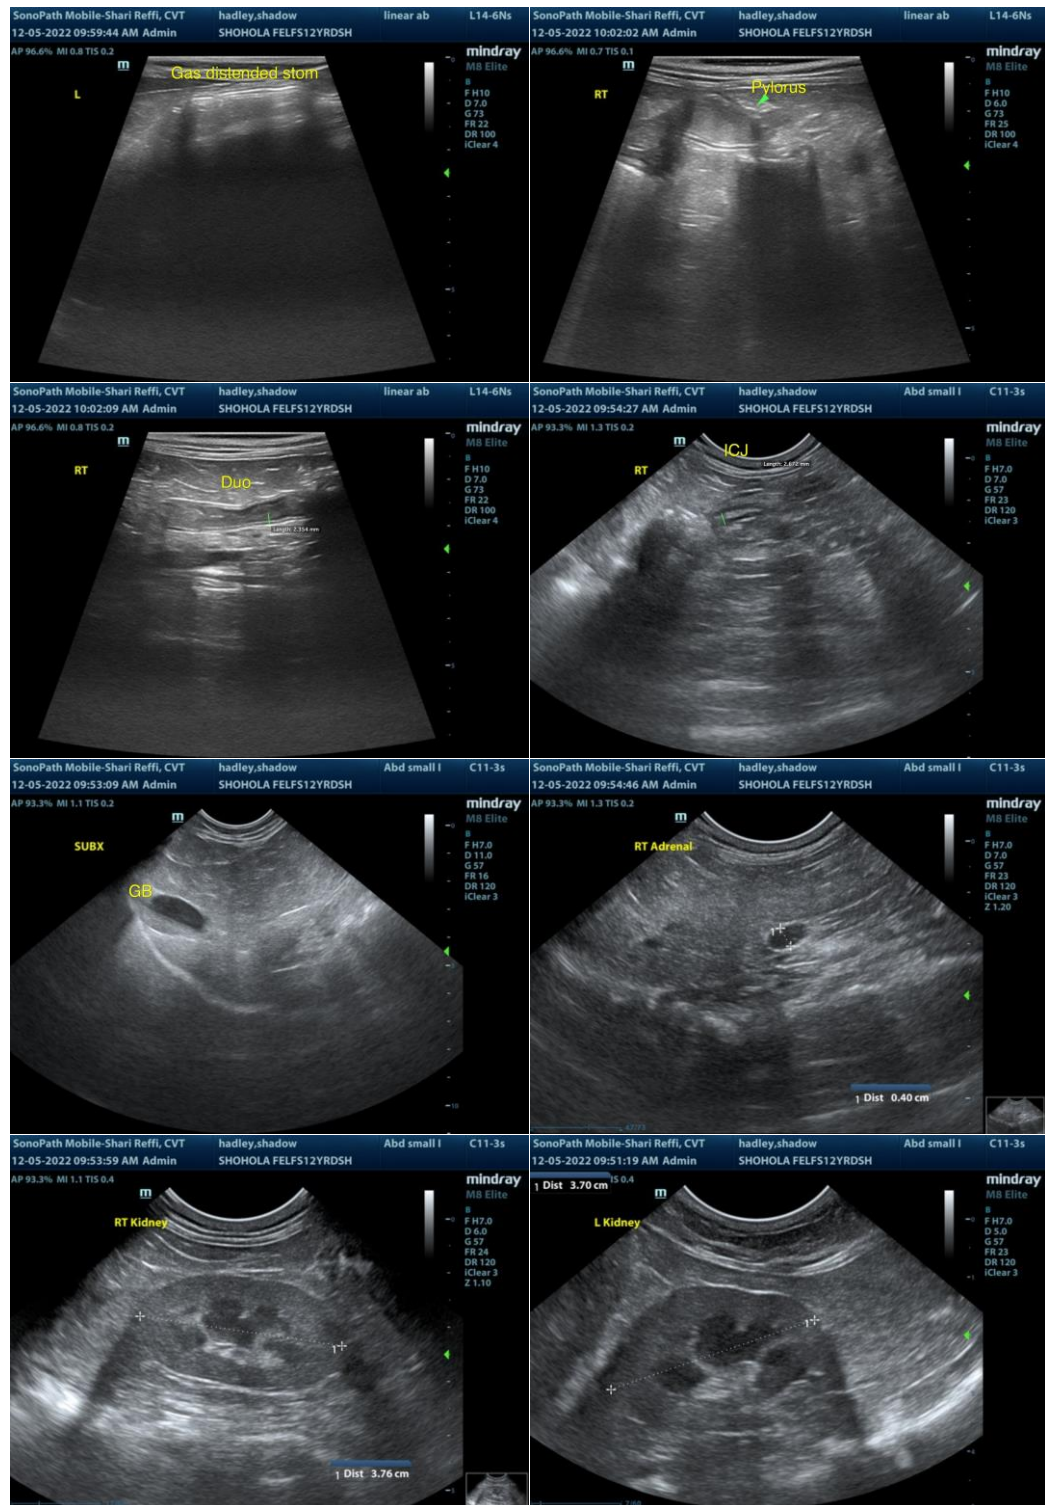 SonoPath Mobile-Shari Reffi, CVT hadley,shadow linear ab L14-6Ns
12-05-2022 09:59:44 AM Admin SHOHOLA FELFS12YRDSH
AP 96.6% MI 0.8 TIS 0.2 mindray
m M8 Elite
Gas distended stom
L
B
F H10
D 7.0
G 73
FR 22
DR 100
iClear 4
0
5
SonoPath Mobile-Shari Reffi, CVT hadley,shadow linear ab L14-6Ns
12-05-2022 10:02:02 AM Admin SHOHOLA FELFS12YRDSH
AP 96.6% MI 0.7 TIS 0.1 mindray
m M8 Elite
Pylorus
RT
B
F H10
D 6.0
G 73
FR 25
DR 100
iClear 4
0
5
SonoPath Mobile-Shari Reffi, CVT hadley,shadow linear ab L14-6Ns
12-05-2022 10:02:09 AM Admin SHOHOLA FELFS12YRDSH
AP 96.6% MI 0.8 TIS 0.2 mindray
m M8 Elite
RT
Duo
B
F H10
D 7.0
G 73
FR 22
DR 100
iClear 4
0
5
SonoPath Mobile-Shari Reffi, CVT hadley,shadow Abd small I C11-3s
12-05-2022 09:54:27 AM Admin SHOHOLA FELFS12YRDSH
AP 93.3% MI 1.3 TIS 0.2 mindray
m M8 Elite
ICJ
RT
B
F H7.0
D 7.0
G 57
FR 23
DR 120
iClear 3
SonoPath Mobile-Shari Reffi, CVT hadley,shadow Abd small I C11-3s
12-05-2022 09:53:09 AM Admin SHOHOLA FELFS12YRDSH
AP 93.3% MI 1.1 TIS 0.2 mindray
m M8 Elite
SUBX
GB
B
F H7.0
D 11.0
G 57
FR 16
DR 120
iClear 3
10
SonoPath Mobile-Shari Reffi, CVT hadley,shadow Abd small I C11-3s
12-05-2022 09:54:46 AM Admin SHOHOLA FELFS12YRDSH
AP 93.3% MI 1.3 TIS 0.2 mindray
m M8 Elite
RT Adrenal
B
F H7.0
D 7.0
G 57
FR 23
DR 120
iClear 3
Z 1.20
1
1 Dist 0.40 cm
SonoPath Mobile-Shari Reffi, CVT hadley,shadow Abd small I C11-3s
12-05-2022 09:53:59 AM Admin SHOHOLA FELFS12YRDSH
AP 93.3% MI 1.1 TIS 0.4 mindray
m M8 Elite
RT Kidney
B
F H7.0
D 6.0
G 57
FR 24
DR 120
iClear 3
Z 1.10
1
1 Dist 3.76 cm
SonoPath Mobile-Shari Reffi, CVT hadley,shadow Abd small I C11-3s
12-05-2022 09:51:19 AM Admin SHOHOLA FELFS12YRDSH
1 Dist 3.70 cm
S 0.4 mindray
m M8 Elite
L Kidney
B
F H7.0
D 5.0
G 57
FR 23
DR 120
iClear 3
1